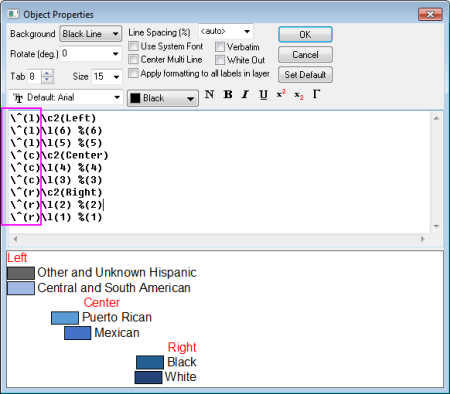 Object Properties
Background Black Line Line Spacing (%) <auto> OK
Rotate (deg.) 0 Use System Font Verbatim Cancel
Center Multi Line White Out
Tab 8 Size 15 Apply formatting to all labels in layer Set Default
Default: Arial Black N B I U x² x₂ Γ
\^(l)\c2(Left)
\^(l)\l(6) %(6)
\^(l)\l(5) %(5)
\^(c)\c2(Center)
\^(c)\l(4) %(4)
\^(c)\l(3) %(3)
\^(r)\c2(Right)
\^(r)\l(2) %(2)
\^(r)\l(1) %(1)
Left
Other and Unknown Hispanic
Central and South American
Center
Puerto Rican
Mexican
Right
Black
White